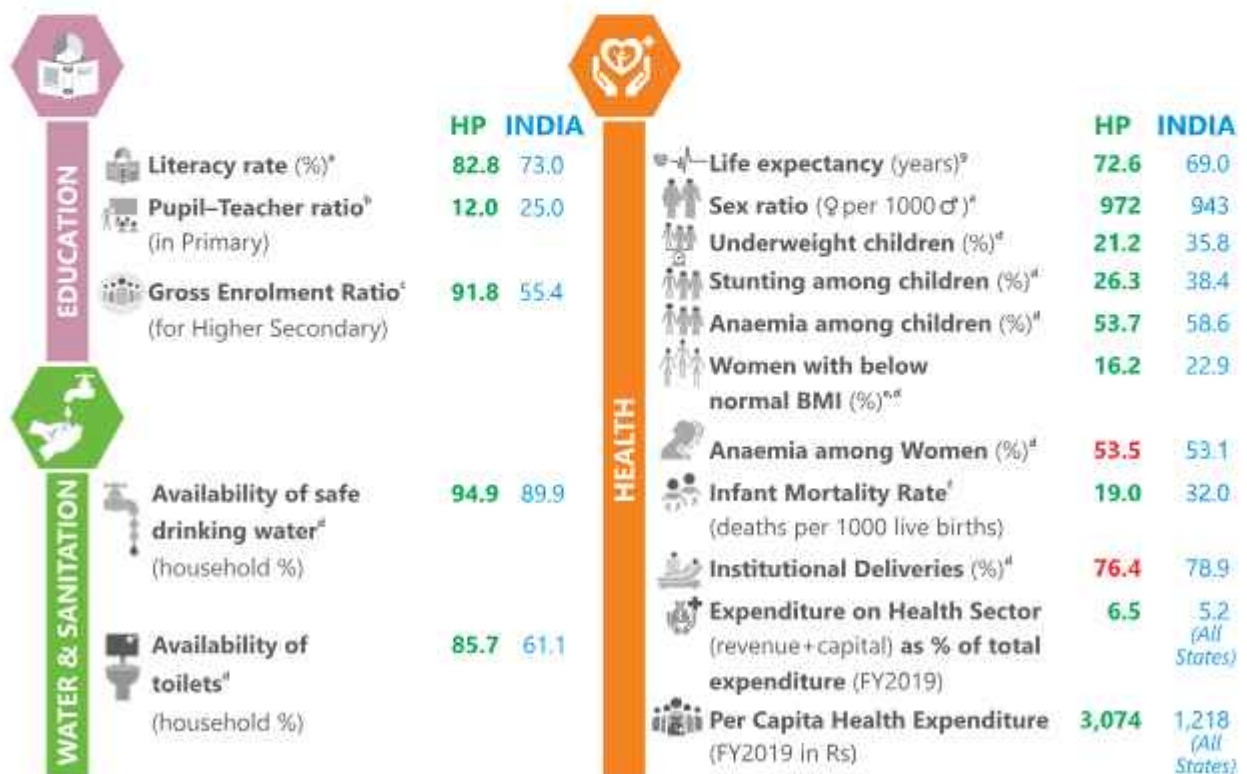 HP INDIA
EDUCATION
Literacy rate (%)ᵃ 82.8 73.0
Pupil–Teacher ratioᵇ 12.0 25.0
(in Primary)
Gross Enrolment Ratioᶜ 91.8 55.4
(for Higher Secondary)
WATER & SANITATION
Availability of safe 94.9 89.9
drinking waterᵈ
(household %)
Availability of 85.7 61.1
toiletsᵈ
(household %)
HP INDIA
HEALTH
Life expectancy (years)ᵍ 72.6 69.0
Sex ratio (♀ per 1000 ♂)ᵃ 972 943
Underweight children (%)ᵈ 21.2 35.8
Stunting among children (%)ᵈ 26.3 38.4
Anaemia among children (%)ᵈ 53.7 58.6
Women with below 16.2 22.9
normal BMI (%)ᵉ,ᵈ
Anaemia among Women (%)ᵈ 53.5 53.1
Infant Mortality Rateᶠ 19.0 32.0
(deaths per 1000 live births)
Institutional Deliveries (%)ᵈ 76.4 78.9
Expenditure on Health Sector 6.5 5.2
(revenue+capital) as % of total (All
expenditure (FY2019) States)
Per Capita Health Expenditure 3,074 1,218
(FY2019 in Rs) (All
States)